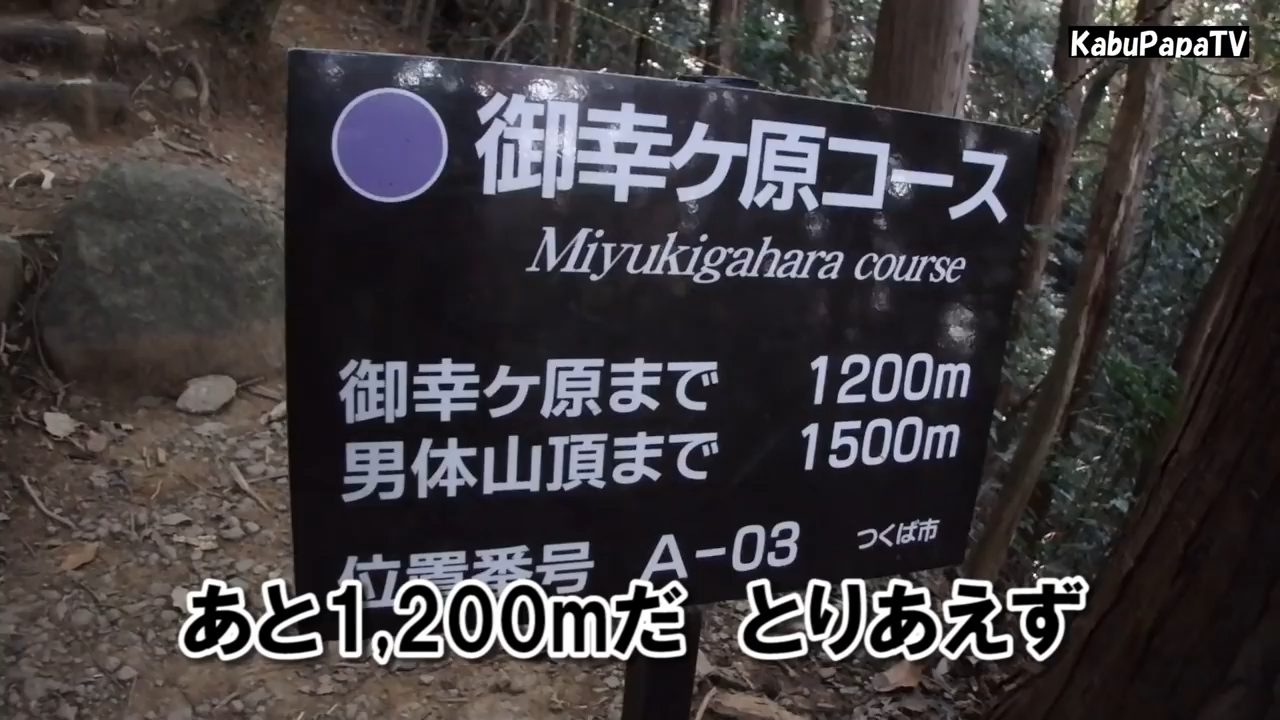 KabuPapaTV
御幸ヶ原コース
Miyukigahara course
御幸ヶ原まで 1200m
男体山頂まで 1500m
位置番号 A-03 つくば市
あと1,200mだ とりあえず